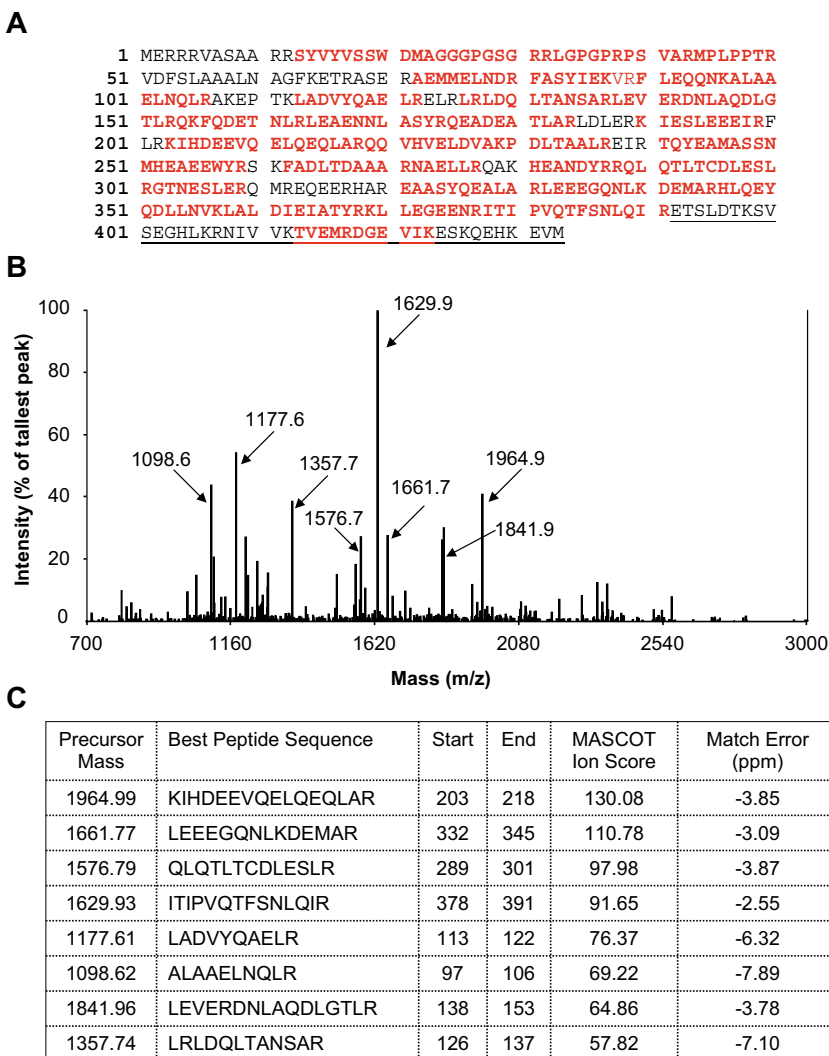 A
1 MERRRVASAA RRSYVYVSSW DMAGGGPGSG RRLGPGPRPS VARMPLPPTR
51 VDFSLAAALN AGFKETRASER RAEMMELNDR FASYIEKVRF LEQQNKALAA
101 ELNQLRAKEP TKLADVYQAE LRELRLRLDQ LTANSARLEV ERDNLAQDLG
151 TLRQKFQDET NLRLEAENNL ASYRQEADEA TLARLDLERK IESLEEEIRF
201 LRKIHDEEVQ ELQEQLARQQ VHVELDVAKP DLTAALREIR TQYEAMASSN
251 MHEAEEWYRS KFADLTDAAA RNAELLRQAK HEANDYRRQL QTLTCDLESL
301 RGTNESLERQ MREQEERHAR EAASYQEALA RLEEEGQNLK DEMARHLQEY
351 QDLLNVKLAL DIEIATYRKL LEGEENRITI PVQTFSNLQI RETSLDTKSV
401 SEGHLKRNIV VKTVEMRDGE VIKESKQEHK EVM
B
Intensity (% of tallest peak)
100
80
60
40
20
0
1629.9
1177.6
1098.6
1357.7
1964.9
1661.7
1576.7
1841.9
700 1160 1620 2080 2540 3000
Mass (m/z)
C
Precursor Mass Best Peptide Sequence Start End MASCOT Ion Score Match Error (ppm)
1964.99 KIHDEEVQELQEQLAR 203 218 130.08 -3.85
1661.77 LEEEGQNLKDEMAR 332 345 110.78 -3.09
1576.79 QLQTLTCDLESLR 289 301 97.98 -3.87
1629.93 ITIPVQTFSNLQIR 378 391 91.65 -2.55
1177.61 LADVYQAELR 113 122 76.37 -6.32
1098.62 ALAAELNQLR 97 106 69.22 -7.89
1841.96 LEVERDNLAQDLGTLR 138 153 64.86 -3.78
1357.74 LRLDQLTANSAR 126 137 57.82 -7.10